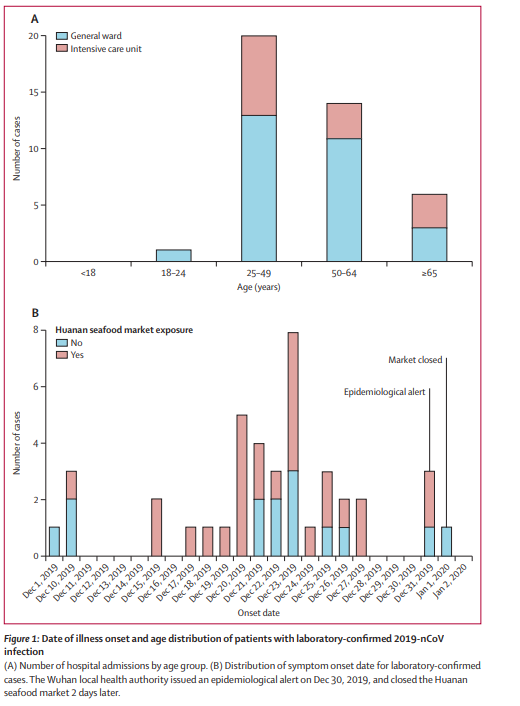 A
General ward
Intensive care unit
20
15
10
5
0
Number of cases
<18
18–24
25–49
50–64
≥65
Age (years)
B
Huanan seafood market exposure
No
Yes
8
6
4
2
0
Number of cases
Market closed
Epidemiological alert
Dec 1, 2019
Dec 10, 2019
Dec 11, 2019
Dec 12, 2019
Dec 13, 2019
Dec 14, 2019
Dec 15, 2019
Dec 16, 2019
Dec 17, 2019
Dec 18, 2019
Dec 19, 2019
Dec 20, 2019
Dec 21, 2019
Dec 22, 2019
Dec 23, 2019
Dec 24, 2019
Dec 25, 2019
Dec 26, 2019
Dec 27, 2019
Dec 28, 2019
Dec 29, 2019
Dec 30, 2019
Dec 31, 2019
Jan 1, 2020
Jan 2, 2020
Onset date
Figure 1: Date of illness onset and age distribution of patients with laboratory-confirmed 2019-nCoV
infection
(A) Number of hospital admissions by age group. (B) Distribution of symptom onset date for laboratory-confirmed
cases. The Wuhan local health authority issued an epidemiological alert on Dec 30, 2019, and closed the Huanan
seafood market 2 days later.